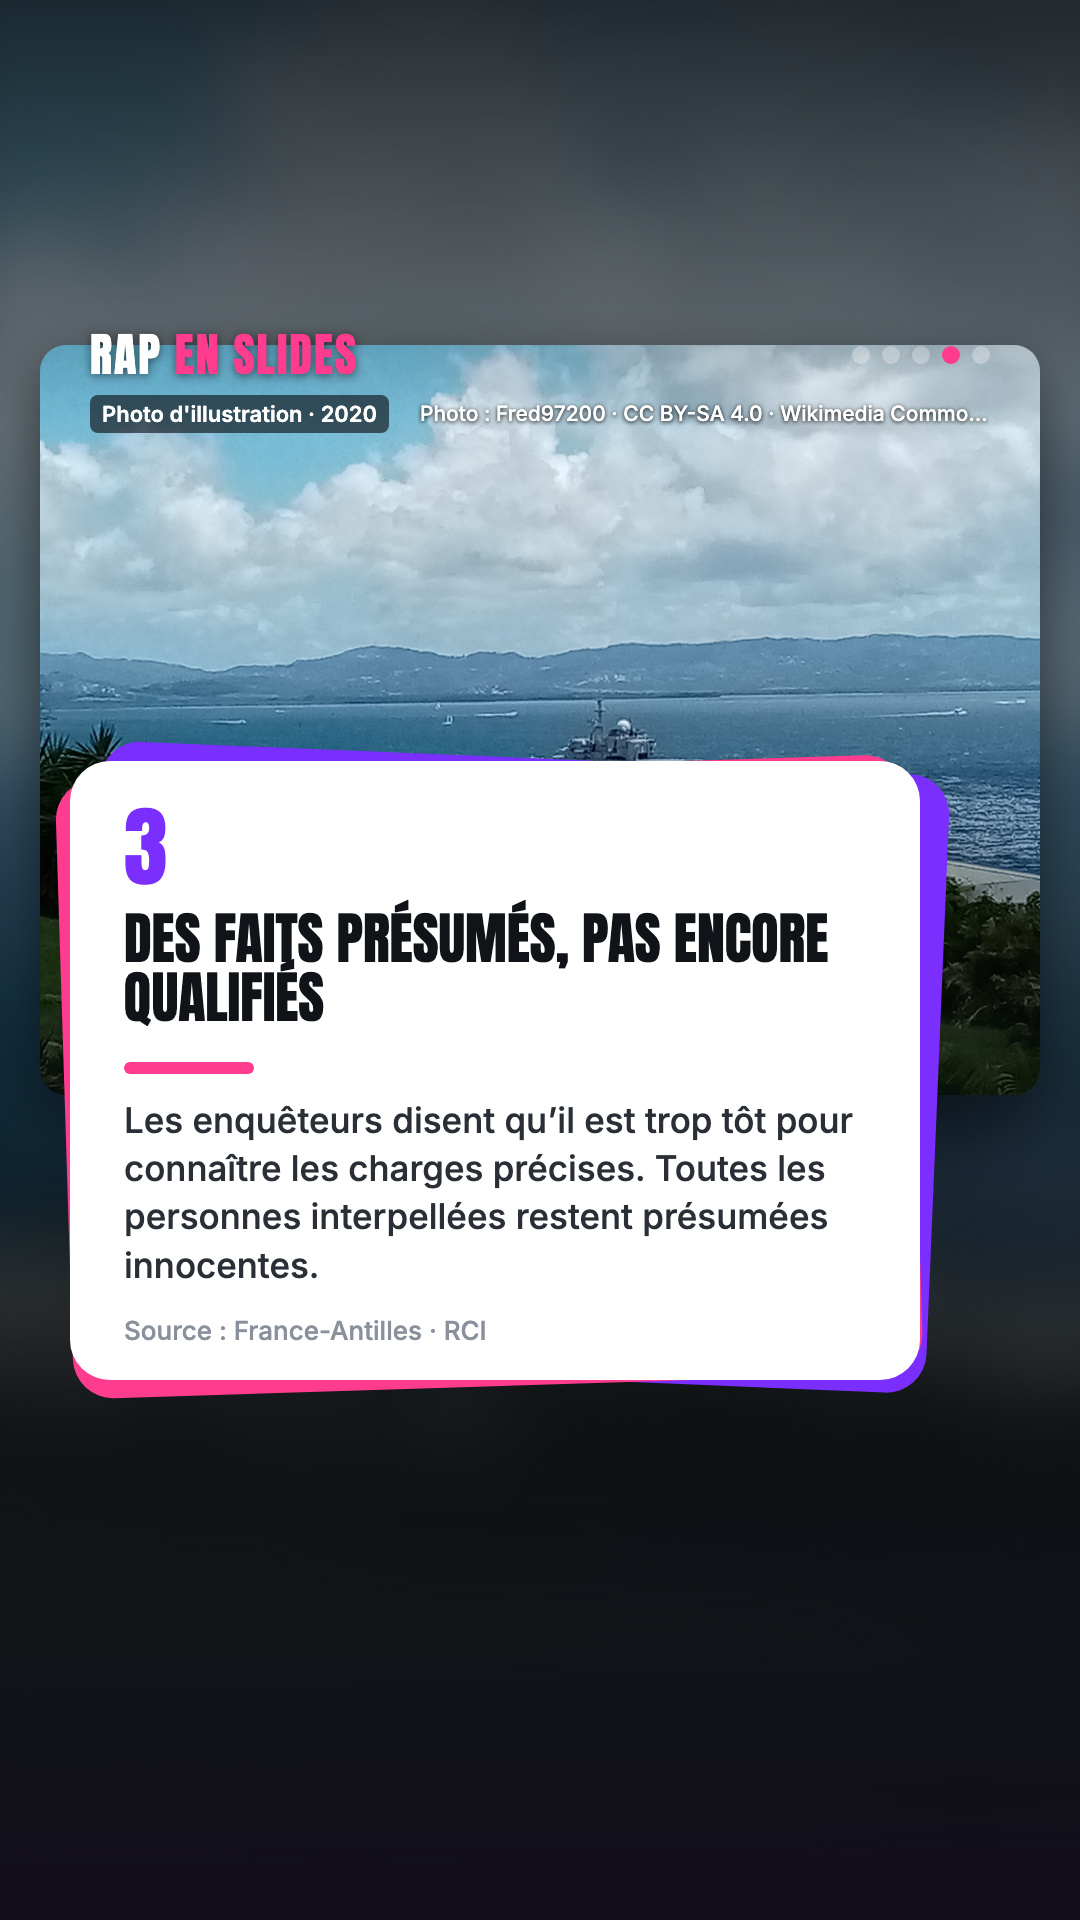 RAP EN SLIDES
Photo d'illustration · 2020
Photo : Fred97200 · CC BY-SA 4.0 · Wikimedia Commo...
3
DES FAITS PRÉSUMÉS, PAS ENCORE
QUALIFIÉS
Les enquêteurs disent qu’il est trop tôt pour
connaître les charges précises. Toutes les
personnes interpellées restent présumées
innocentes.
Source : France-Antilles · RCI